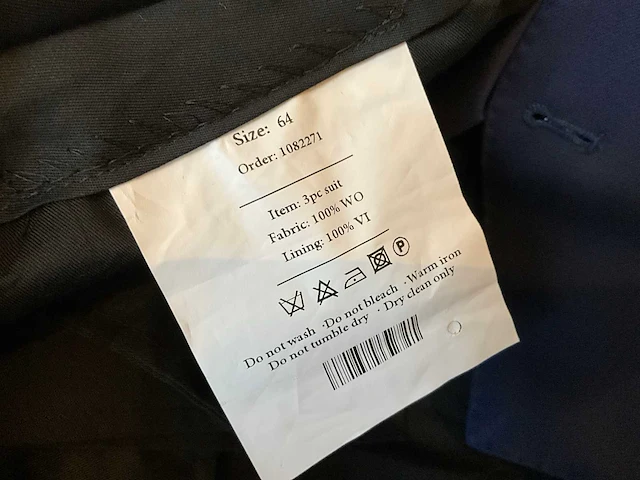 Size: 64
Order: 1082271
Item: 3pc suit
Fabric: 100% WO
Lining: 100% VI
P
Do not wash ·Do not bleach ·Warm iron
Do not tumble dry · Dry clean only